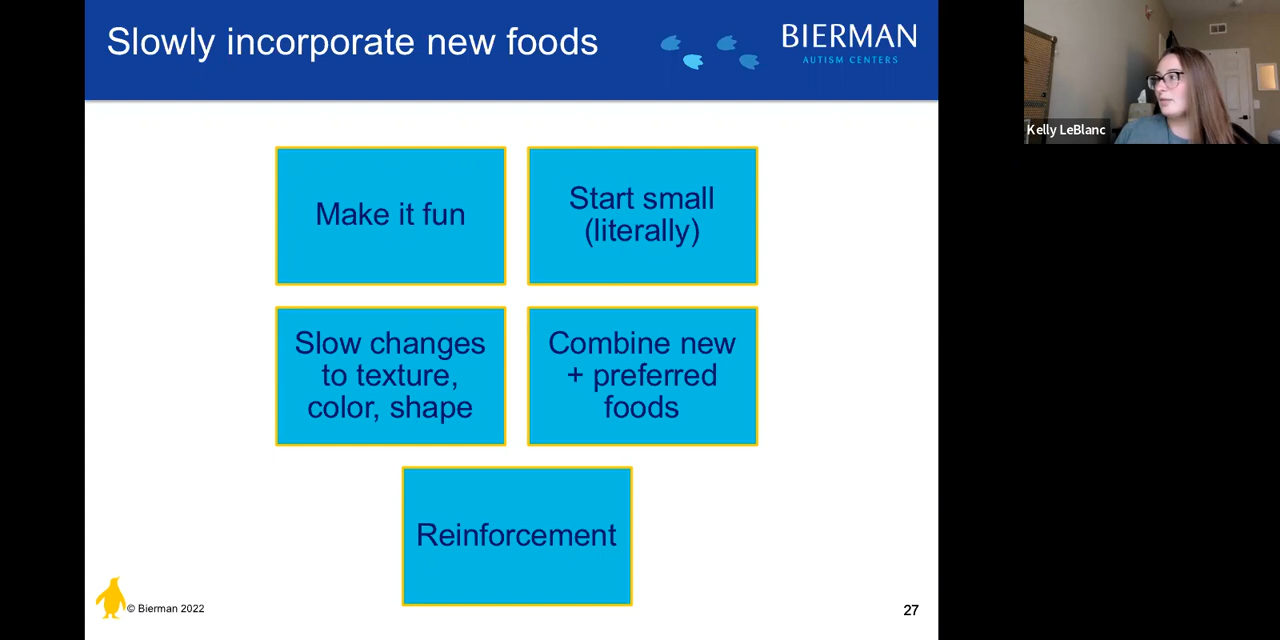 Slowly incorporate new foods
BIERMAN
AUTISM CENTERS
Kelly LeBlanc
Make it fun
Start small
(literally)
Slow changes
to texture,
color, shape
Combine new
+ preferred
foods
Reinforcement
© Bierman 2022
27